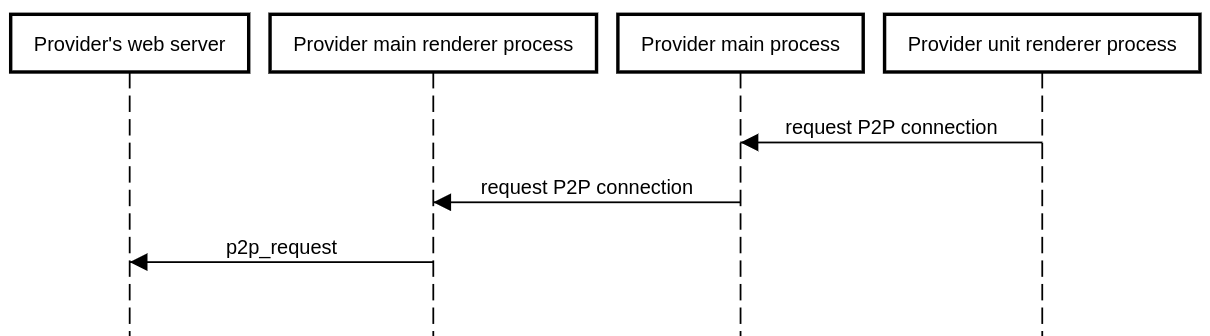 Provider's web server
Provider main renderer process
Provider main process
Provider unit renderer process
request P2P connection
request P2P connection
p2p_request